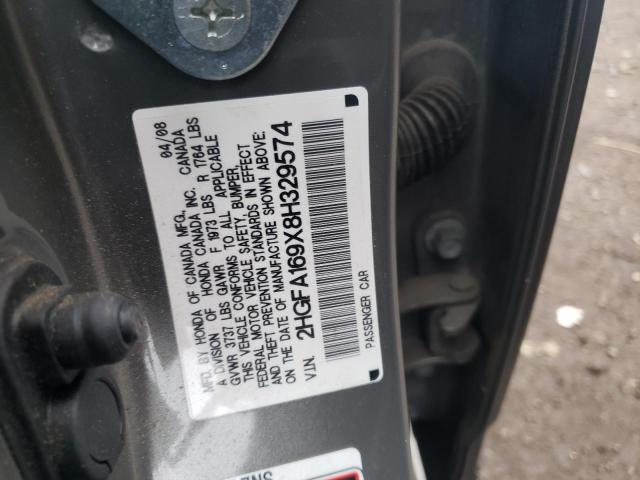 MFD. BY HONDA OF CANADA MFG., 04/08
A DIVISION OF HONDA CANADA INC. CANADA
GVWR 3737 LBS GAWR F 1973 LBS R 1764 LBS
THIS VEHICLE CONFORMS TO ALL APPLICABLE
FEDERAL MOTOR VEHICLE SAFETY, BUMPER,
AND THEFT PREVENTION STANDARDS IN EFFECT
ON THE DATE OF MANUFACTURE SHOWN ABOVE:
V.I.N. 2HGFA169X8H329574
PASSENGER CAR